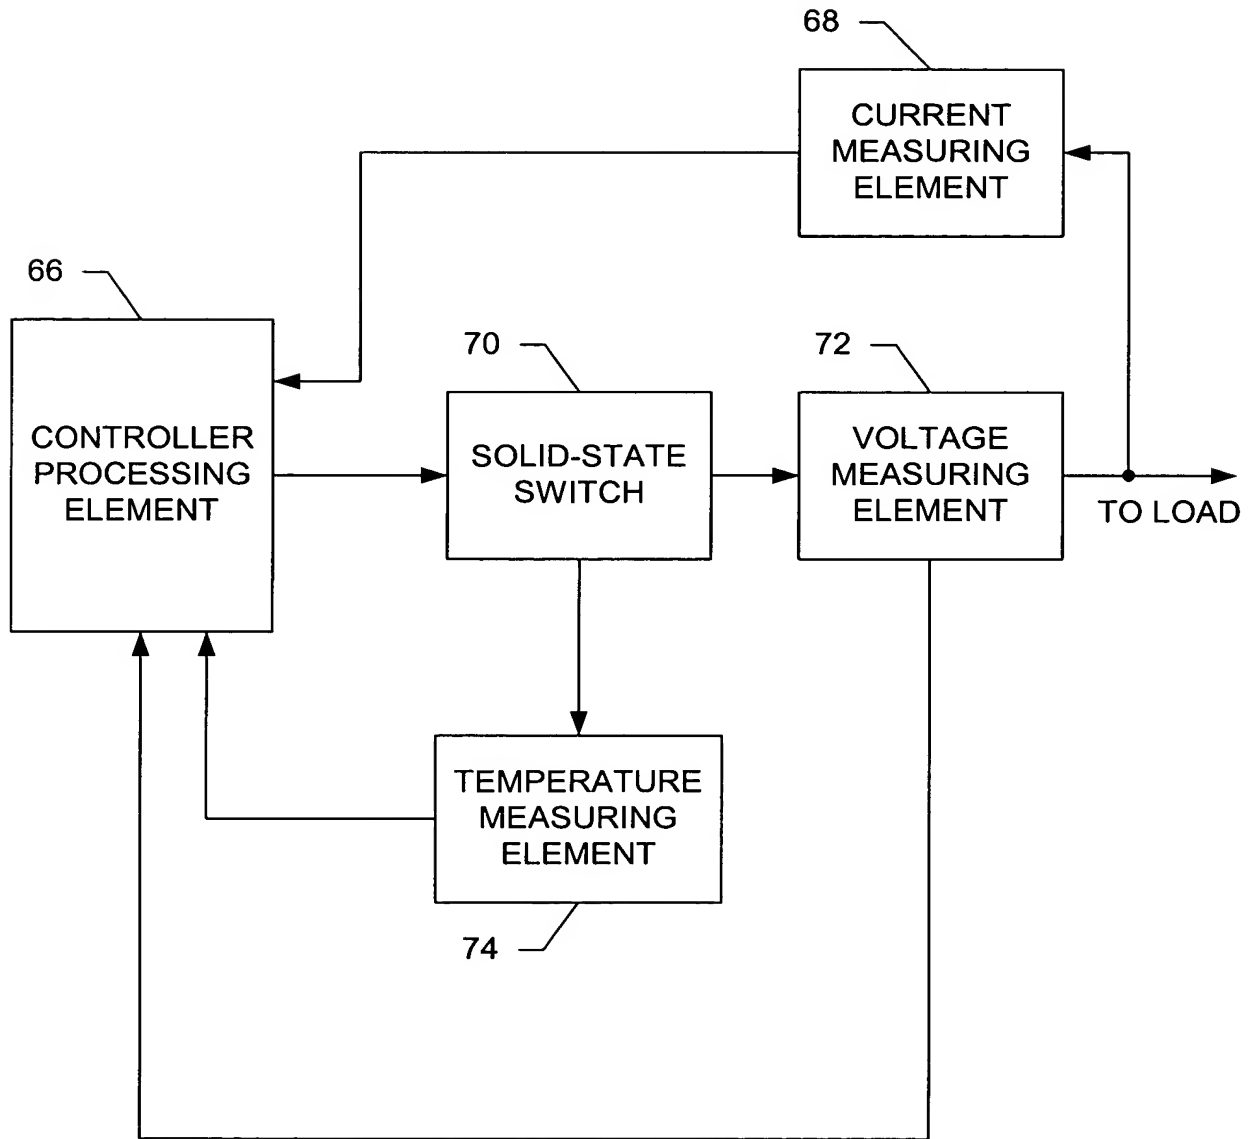 68
CURRENT
MEASURING
ELEMENT
66
CONTROLLER
PROCESSING
ELEMENT
70
SOLID-STATE
SWITCH
72
VOLTAGE
MEASURING
ELEMENT
TO LOAD
TEMPERATURE
MEASURING
ELEMENT
74